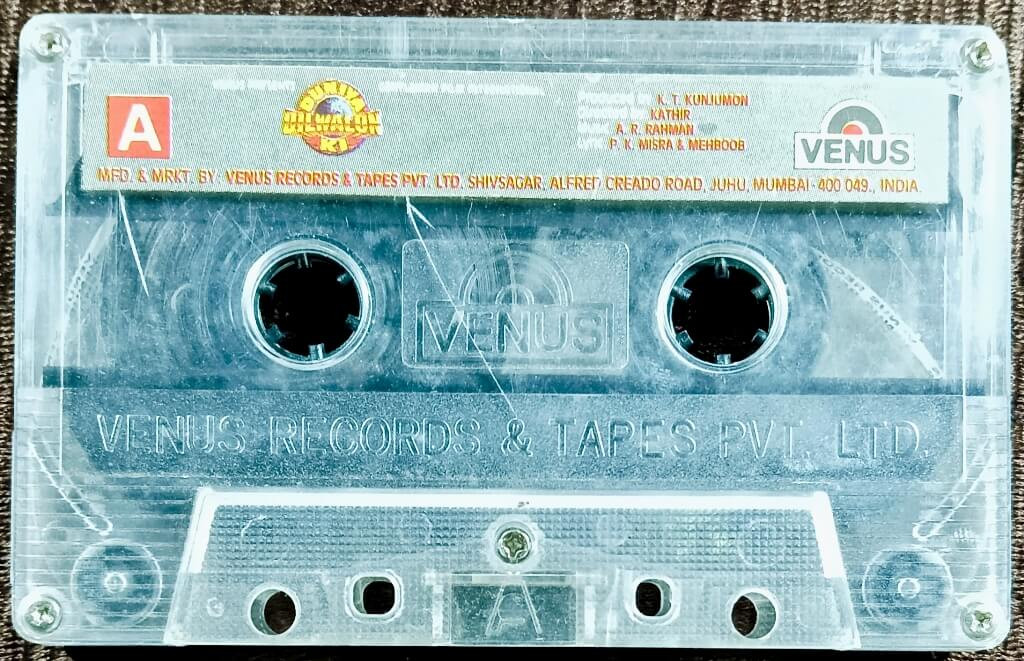 A
DUNIYA
DILWALON
KI
K. T. KUNJUMON
KATHIR
A. R. RAHMAN
P. K. MISRA & MEHBOOB
VENUS
MFD. & MRKT. BY: VENUS RECORDS & TAPES PVT. LTD. SHIVSAGAR, ALFRED CREADO ROAD, JUHU, MUMBAI - 400 049., INDIA.
VENUS
VENUS RECORDS & TAPES PVT. LTD.
A